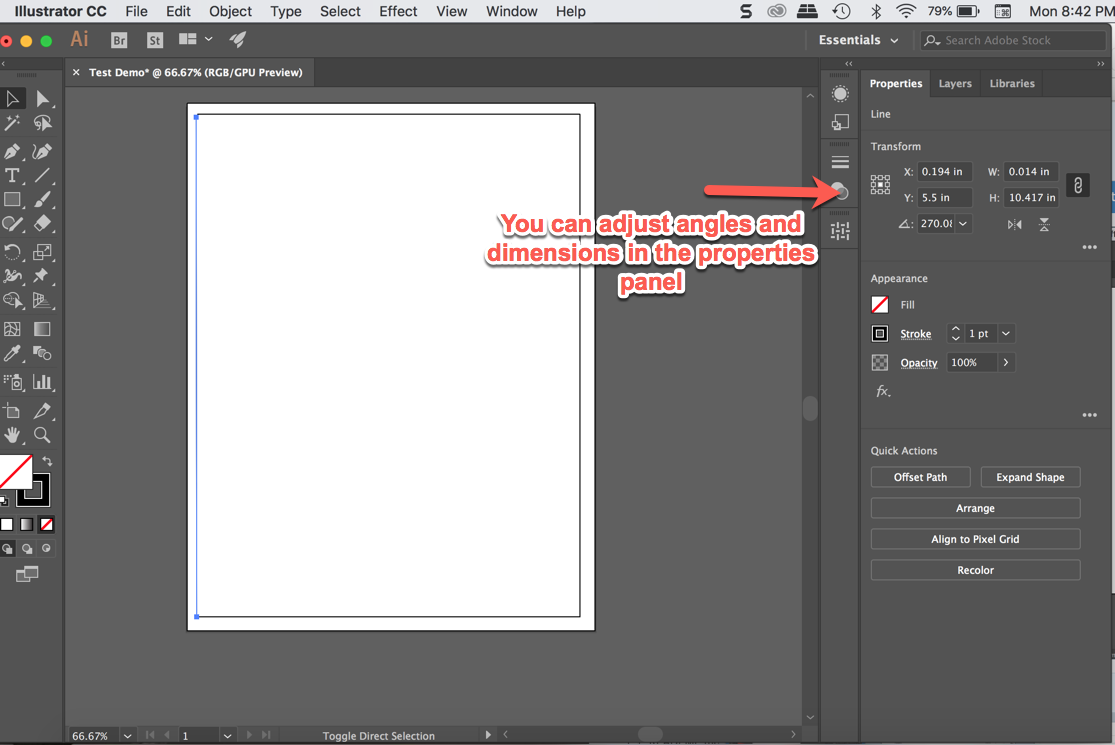 Illustrator CC File Edit Object Type Select Effect View Window Help 79% Mon 8:42 PM
Ai Br St Essentials Search Adobe Stock
× Test Demo* @ 66.67% (RGB/GPU Preview)
Properties Layers Libraries
Line
Transform
X: 0.194 in W: 0.014 in
Y: 5.5 in H: 10.417 in
270.08
You can adjust angles and
dimensions in the properties
panel
Appearance
Fill
Stroke 1 pt
Opacity 100%
fx.
Quick Actions
Offset Path Expand Shape
Arrange
Align to Pixel Grid
Recolor
66.67% 1 Toggle Direct Selection